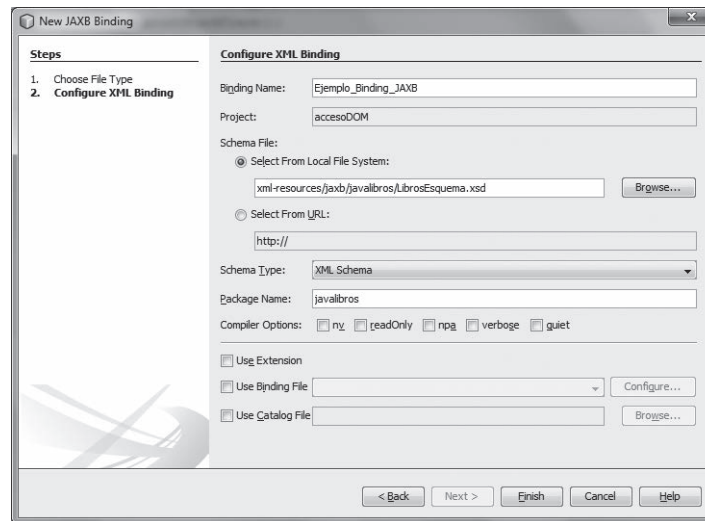 New JAXB Binding
x
Steps
1. Choose File Type
2. Configure XML Binding
Configure XML Binding
Binding Name: Ejemplo_Binding_JAXB
Project: accesoDOM
Schema File:
Select From Local File System:
xml-resources/jaxb/javalibros/LibrosEsquema.xsd Browse...
Select From URL:
http://
Schema Type: XML Schema
Package Name: javalibros
Compiler Options: nv readOnly npa verbose quiet
Use Extension
Use Binding File Configure...
Use Catalog File Browse...
< Back Next > Finish Cancel Help